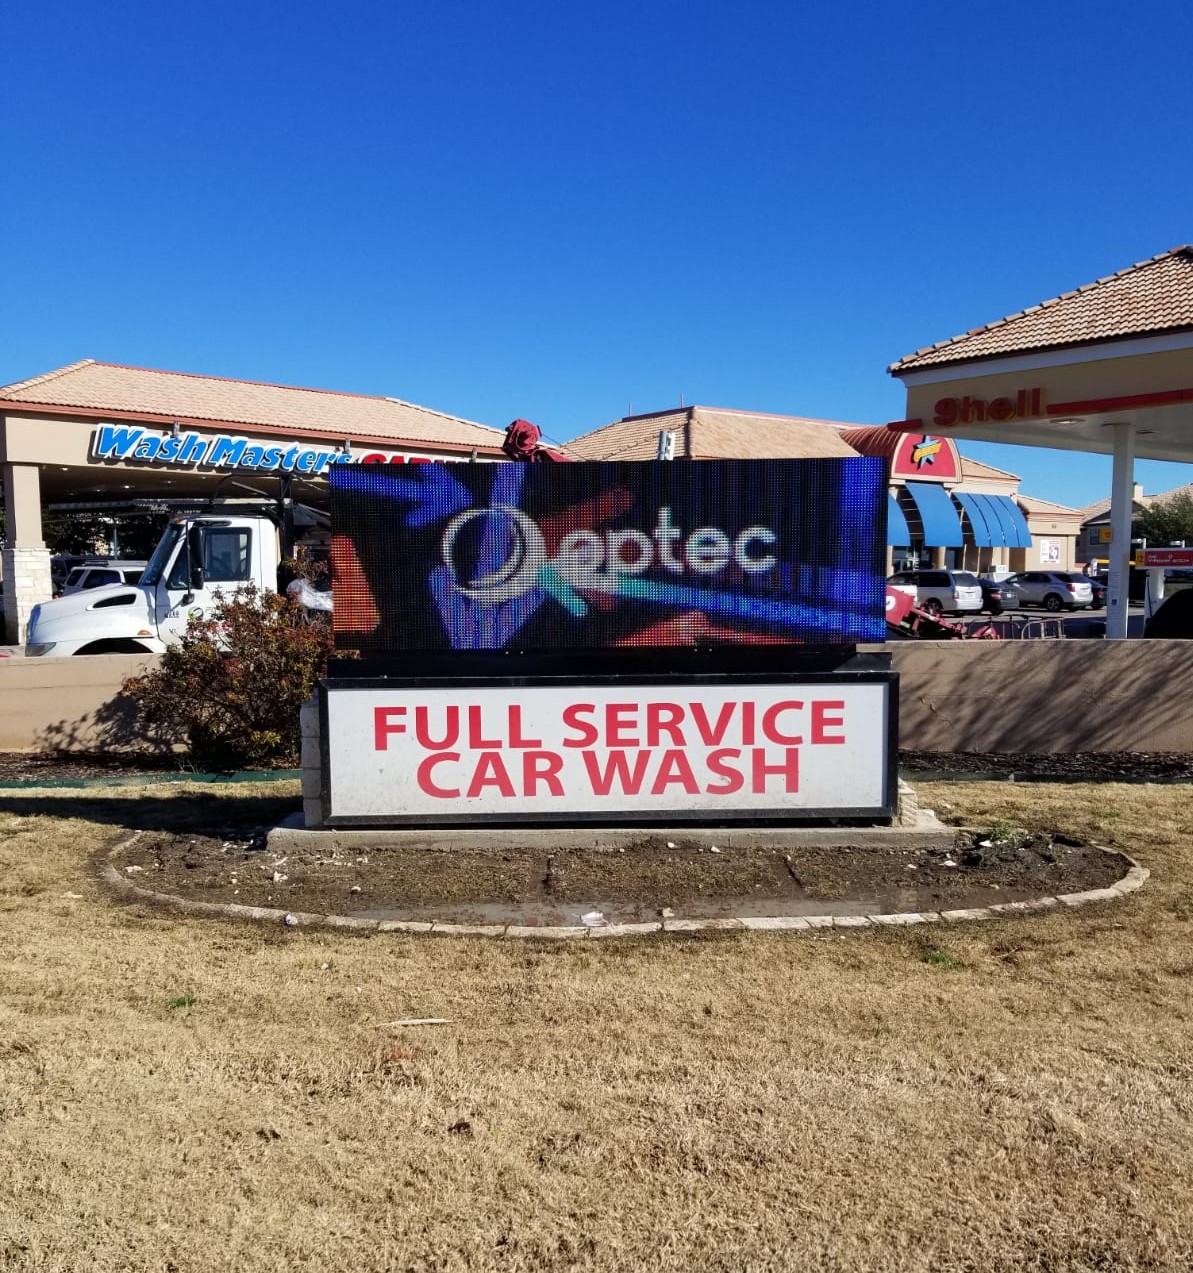 Wash Masters
Shell
eptec
FULL SERVICE
CAR WASH